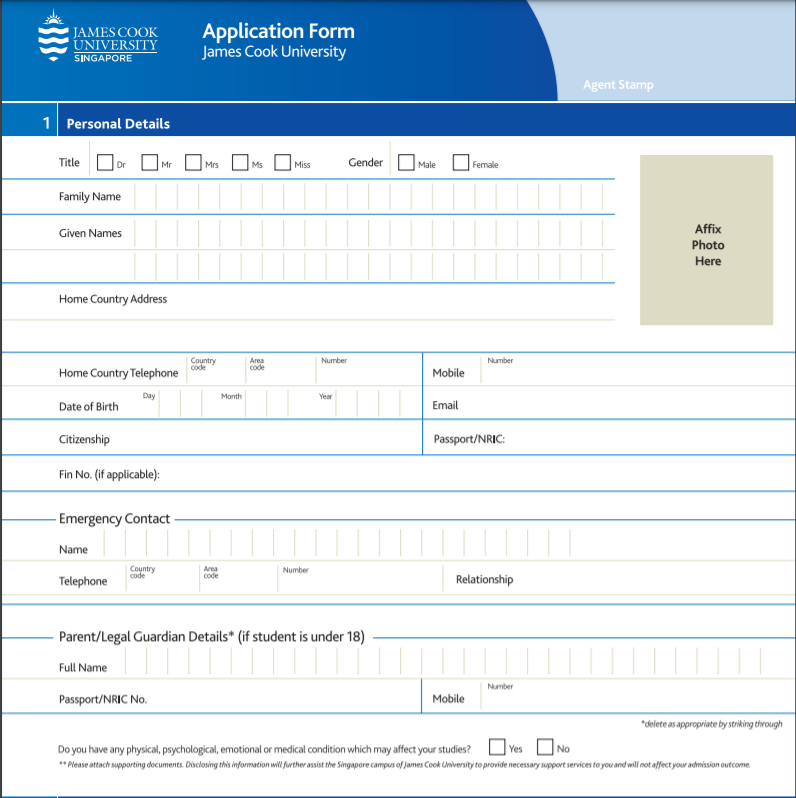 JAMES COOK
UNIVERSITY
SINGAPORE
Application Form
James Cook University
Agent Stamp
1 Personal Details
Title Dr Mr Mrs Ms Miss Gender Male Female
Family Name
Given Names
Affix
Photo
Here
Home Country Address
Home Country Telephone Country code Area code Number Mobile Number
Date of Birth Day Month Year Email
Citizenship Passport/NRIC:
Fin No. (if applicable):
Emergency Contact
Name
Telephone Country code Area code Number Relationship
Parent/Legal Guardian Details* (if student is under 18)
Full Name
Passport/NRIC No. Mobile Number
*delete as appropriate by striking through
Do you have any physical, psychological, emotional or medical condition which may affect your studies? Yes No
** Please attach supporting documents. Disclosing this information will further assist the Singapore campus of James Cook University to provide necessary support services to you and will not affect your admission outcome.